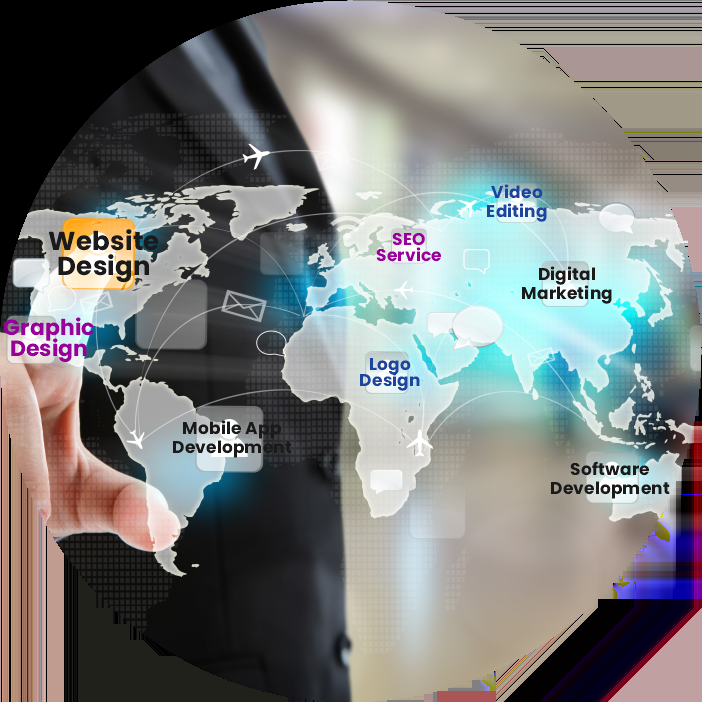 Video
Editing
Website
Design
SEO
Service
Digital
Marketing
Graphic
Design
Logo
Design
Mobile App
Development
Software
Development